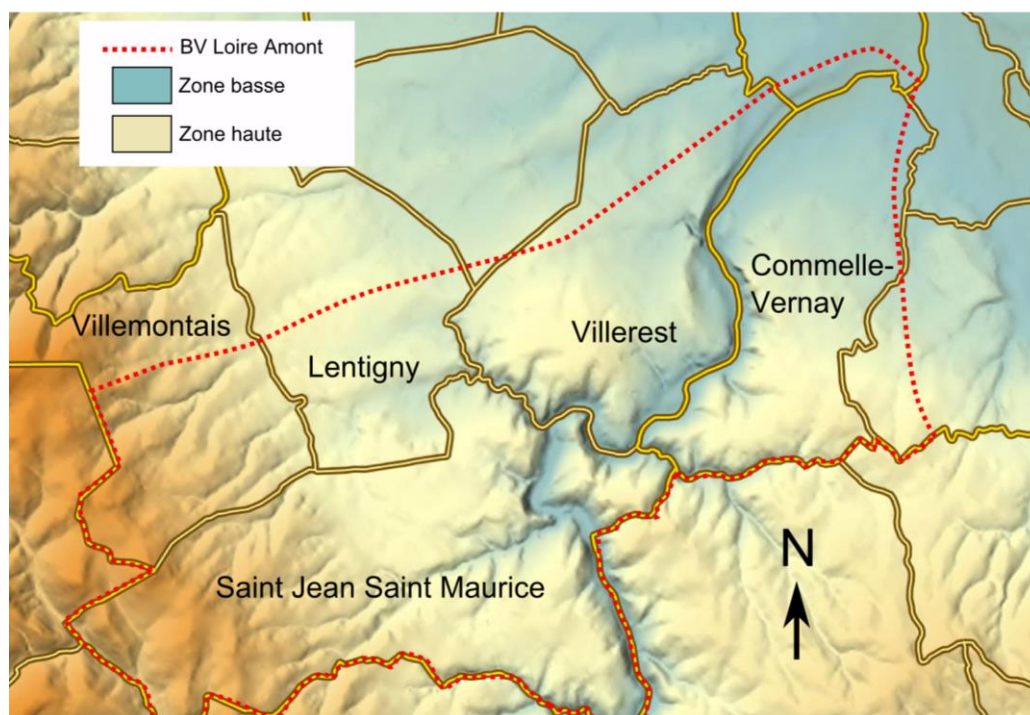 BV Loire Amont
Zone basse
Zone haute
Commelle-
Vernay
Villemontais
Villerest
Lentigny
N
Saint Jean Saint Maurice